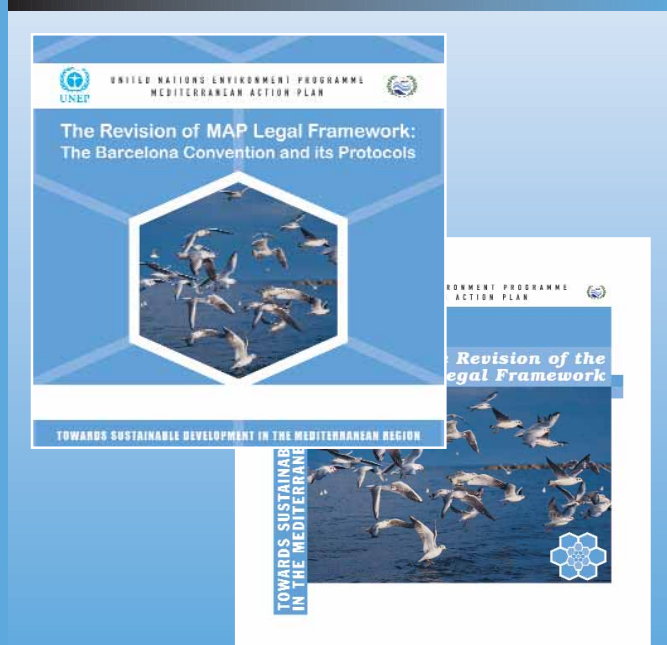 UNITED NATIONS ENVIRONMENT PROGRAMME
MEDITERRANEAN ACTION PLAN
UNEP
The Revision of MAP Legal Framework:
The Barcelona Convention and its Protocols
TOWARDS SUSTAINABLE DEVELOPMENT IN THE MEDITERRANEAN REGION
RONMENT PROGRAMME
ACTION PLAN
Revision of the
egal Framework
TOWARDS SUSTAINAB
IN THE MEDITERRANE